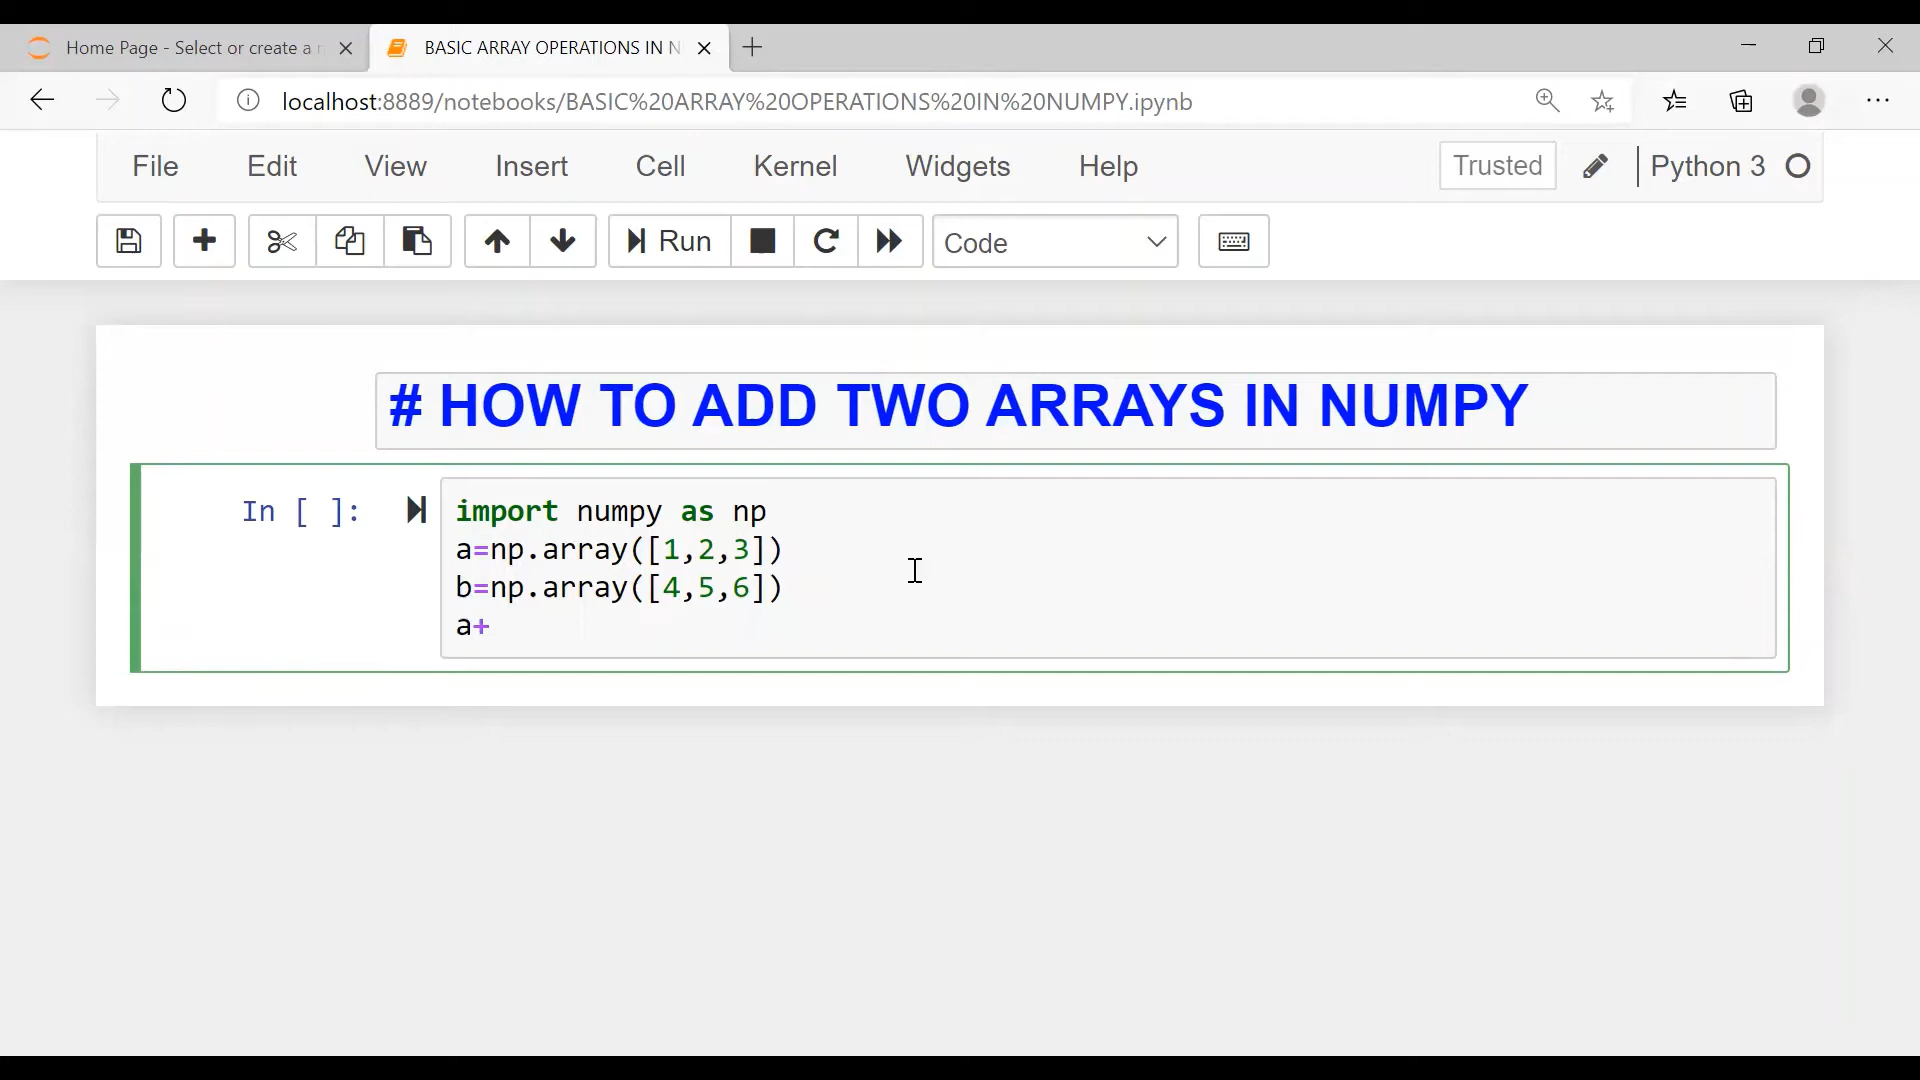 Home Page - Select or create a n
BASIC ARRAY OPERATIONS IN N
localhost:8889/notebooks/BASIC%20ARRAY%20OPERATIONS%20IN%20NUMPY.ipynb
File Edit View Insert Cell Kernel Widgets Help Trusted Python 3
Run Code
# HOW TO ADD TWO ARRAYS IN NUMPY
In [ ]: import numpy as np
a=np.array([1,2,3])
b=np.array([4,5,6])
a+